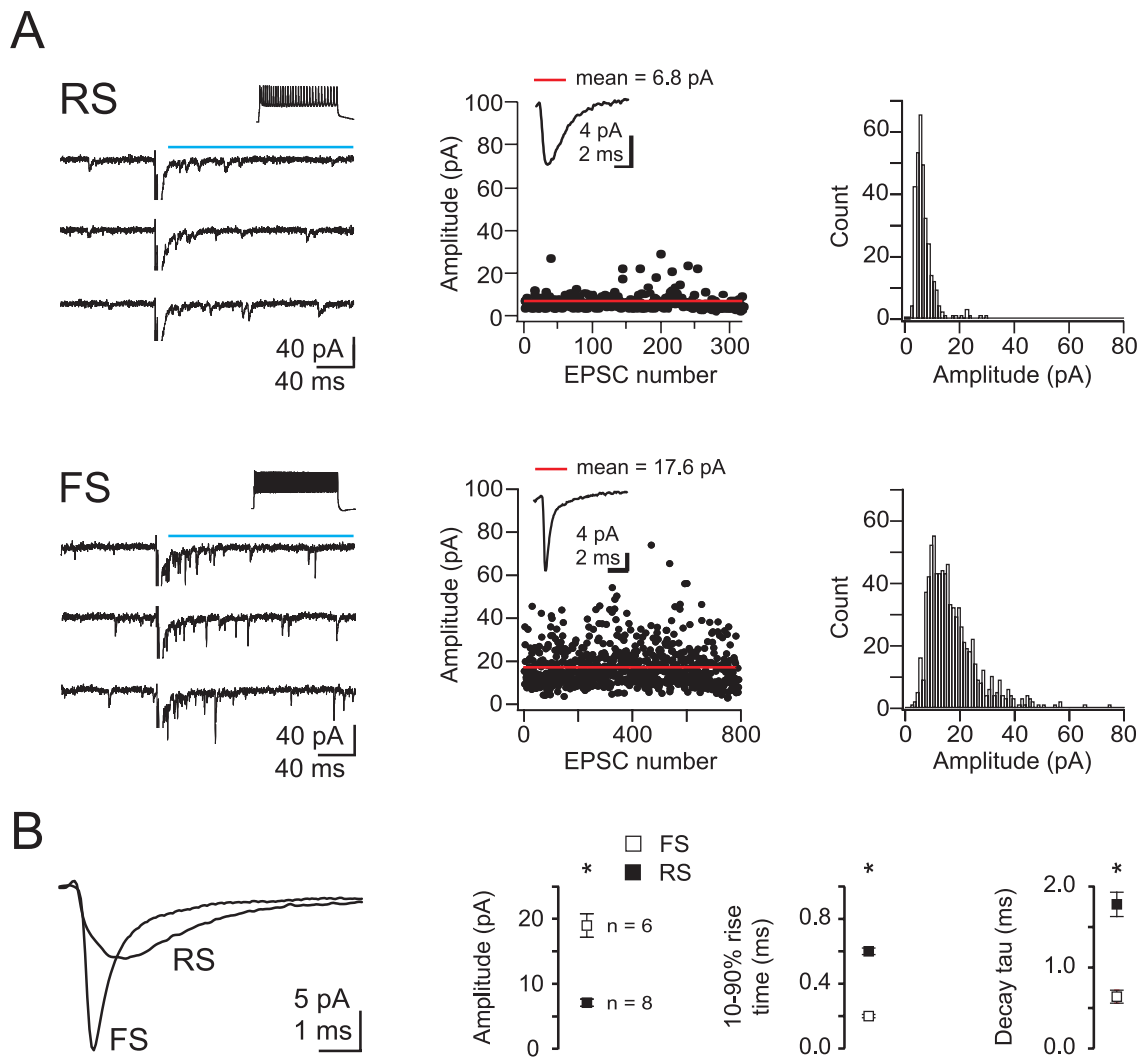 A
RS
40 pA
40 ms
mean = 6.8 pA
4 pA
2 ms
Amplitude (pA)
100
80
60
40
20
0
0 100 200 300
EPSC number
Count
60
40
20
0
0 20 40 60 80
Amplitude (pA)
FS
40 pA
40 ms
mean = 17.6 pA
4 pA
2 ms
Amplitude (pA)
100
80
60
40
20
0
0 400 800
EPSC number
Count
60
40
20
0
0 20 40 60 80
Amplitude (pA)
B
RS
FS
5 pA
1 ms
FS
RS
Amplitude (pA)
20
10
0
*
n = 6
n = 8
10-90% rise
time (ms)
0.8
0.4
0.0
*
Decay tau (ms)
2.0
1.0
0.0
*